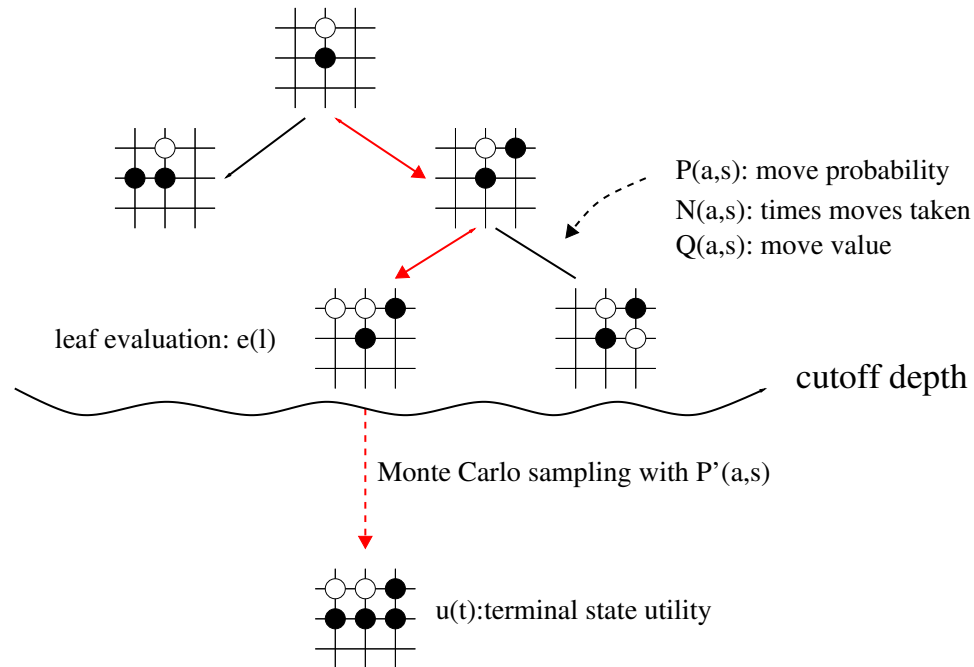 P(a,s): move probability
N(a,s): times moves taken
Q(a,s): move value
leaf evaluation: e(l)
cutoff depth
Monte Carlo sampling with P’(a,s)
u(t):terminal state utility